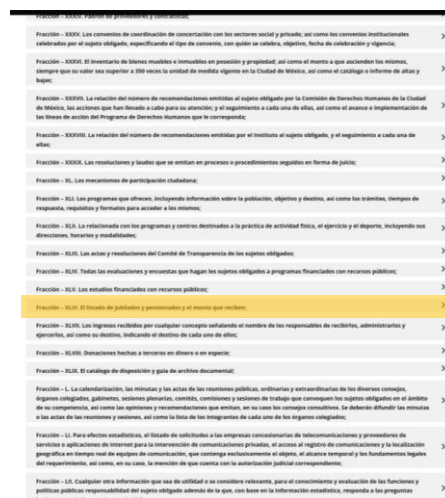 Fracción – XXXIV. Padrón de proveedores y contratistas;
Fracción – XXXV. Los convenios de coordinación de concertación con los sectores social y privado; así como los convenios institucionales
celebrados por el sujeto obligado, especificando el tipo de convenio, con quién se celebra, objetivo, fecha de celebración y vigencia;
Fracción – XXXVI. El inventario de bienes muebles e inmuebles en posesión y propiedad; así como el monto a que ascienden los mismos,
siempre que su valor sea superior a 350 veces la unidad de medida vigente en la Ciudad de México, así como el catálogo o informe de altas y
bajas;
Fracción – XXXVII. La relación del número de recomendaciones emitidas al sujeto obligado por la Comisión de Derechos Humanos de la Ciudad
de México, las acciones que han llevado a cabo para su atención; y el seguimiento a cada una de ellas, así como el avance e implementación de
las líneas de acción del Programa de Derechos Humanos que le corresponda;
Fracción – XXXVIII. La relación del número de recomendaciones emitidas por el Instituto al sujeto obligado, y el seguimiento a cada una de
ellas;
Fracción – XXXIX. Las resoluciones y laudos que se emitan en procesos o procedimientos seguidos en forma de juicio;
Fracción – XL. Los mecanismos de participación ciudadana;
Fracción – XLI. Los programas que ofrecen, incluyendo información sobre la población, objetivo y destino, así como los trámites, tiempos de
respuesta, requisitos y formatos para acceder a los mismos;
Fracción – XLII. La relacionada con los programas y centros destinados a la práctica de actividad física, el ejercicio y el deporte, incluyendo sus
direcciones, horarios y modalidades;
Fracción – XLIII. Las actas y resoluciones del Comité de Transparencia de los sujetos obligados;
Fracción – XLIV. Todas las evaluaciones y encuestas que hagan los sujetos obligados a programas financiados con recursos públicos;
Fracción – XLV. Los estudios financiados con recursos públicos;
Fracción – XLVI. El listado de jubilados y pensionados y el monto que reciben;
Fracción – XLVII. Los ingresos recibidos por cualquier concepto señalando el nombre de los responsables de recibirlos, administrarlos y
ejercerlos, así como su destino, indicando el destino de cada uno de ellos;
Fracción – XLVIII. Donaciones hechas a terceros en dinero o en especie;
Fracción – XLIX. El catálogo de disposición y guía de archivo documental;
Fracción – L. La calendarización, las minutas y las actas de las reuniones públicas, ordinarias y extraordinarias de los diversos consejos,
órganos colegiados, gabinetes, sesiones plenarias, comités, comisiones y sesiones de trabajo que convoquen los sujetos obligados en el ámbito
de su competencia, así como las opiniones y recomendaciones que emitan, en su caso los consejos consultivos. Se deberán difundir las minutas
o las actas de las reuniones y sesiones, así como la lista de los integrantes de cada uno de los órganos colegiados;
Fracción – LI. Para efectos estadísticos, el listado de solicitudes a las empresas concesionarias de telecomunicaciones y proveedores de
servicios o aplicaciones de Internet para la intervención de comunicaciones privadas, el acceso al registro de comunicaciones y la localización
geográfica en tiempo real de equipos de comunicación, que contenga exclusivamente el objeto, el alcance temporal y los fundamentos legales
del requerimiento, así como, en su caso, la mención de que cuenta con la autorización judicial correspondiente;
Fracción – LII. Cualquier otra información que sea de utilidad o se considere relevante, para el conocimiento y evaluación de las funciones y
políticas públicas responsabilidad del sujeto obligado además de la que, con base en la información estadística, responda a las preguntas